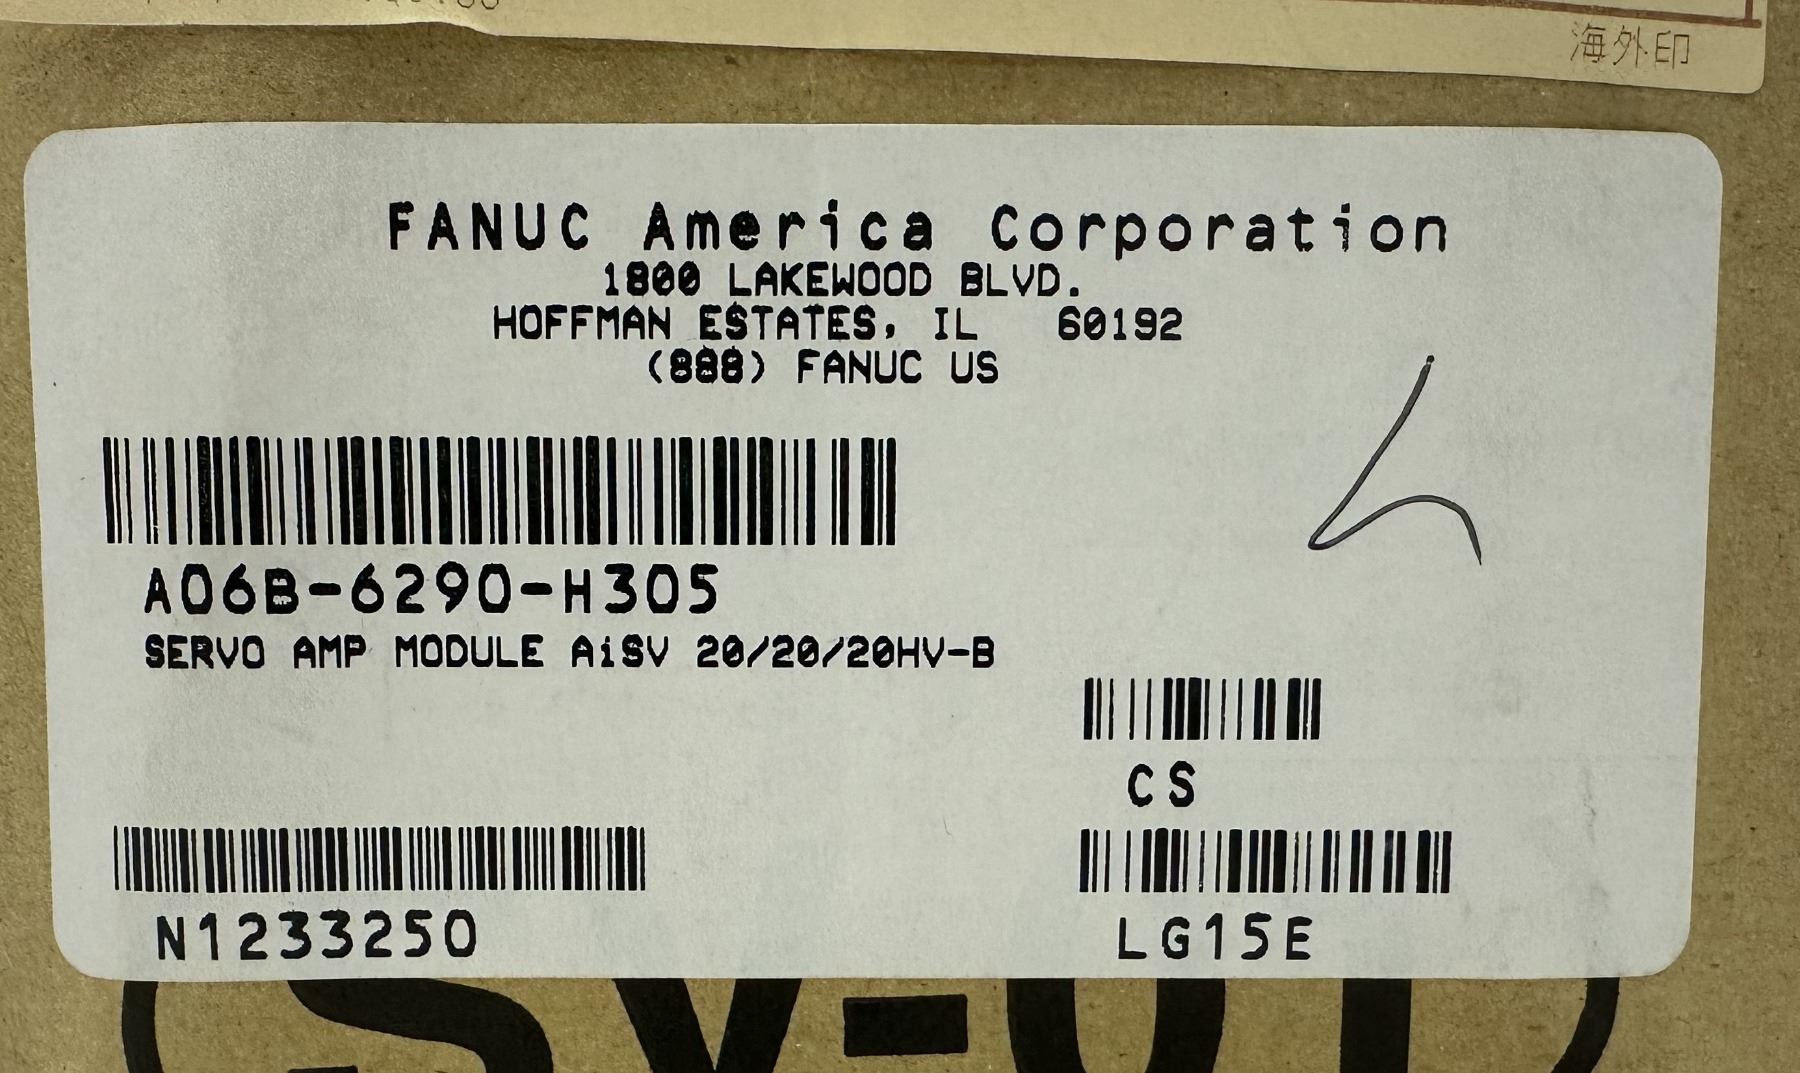 海外印
FANUC America Corporation
1800 LAKEWOOD BLVD.
HOFFMAN ESTATES, IL 60192
(888) FANUC US
A06B-6290-H305
SERVO AMP MODULE AiSV 20/20/20HV-B
CS
N1233250
LG15E